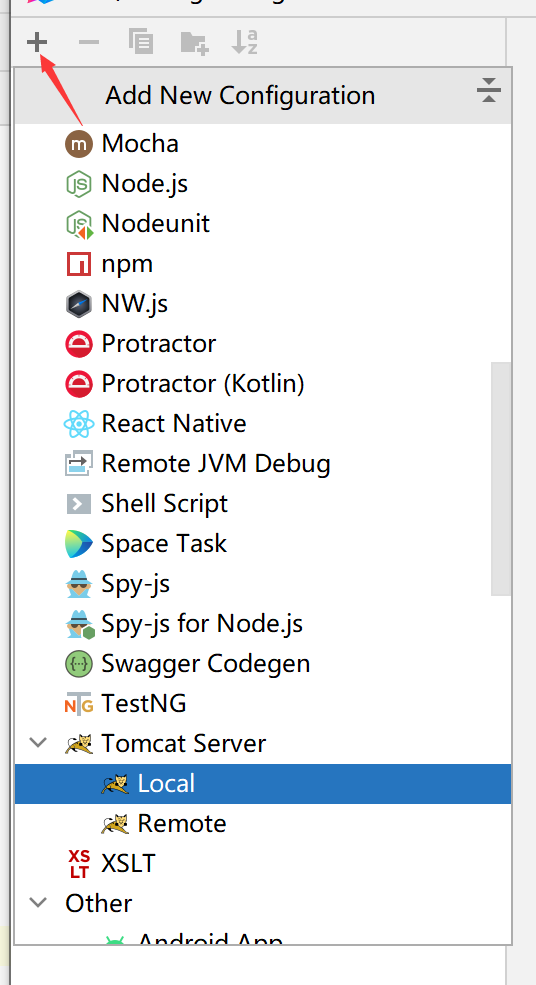 Add New Configuration
Mocha
Node.js
Nodeunit
npm
NW.js
Protractor
Protractor (Kotlin)
React Native
Remote JVM Debug
Shell Script
Space Task
Spy-js
Spy-js for Node.js
Swagger Codegen
TestNG
Tomcat Server
Local
Remote
XSLT
Other
Android App